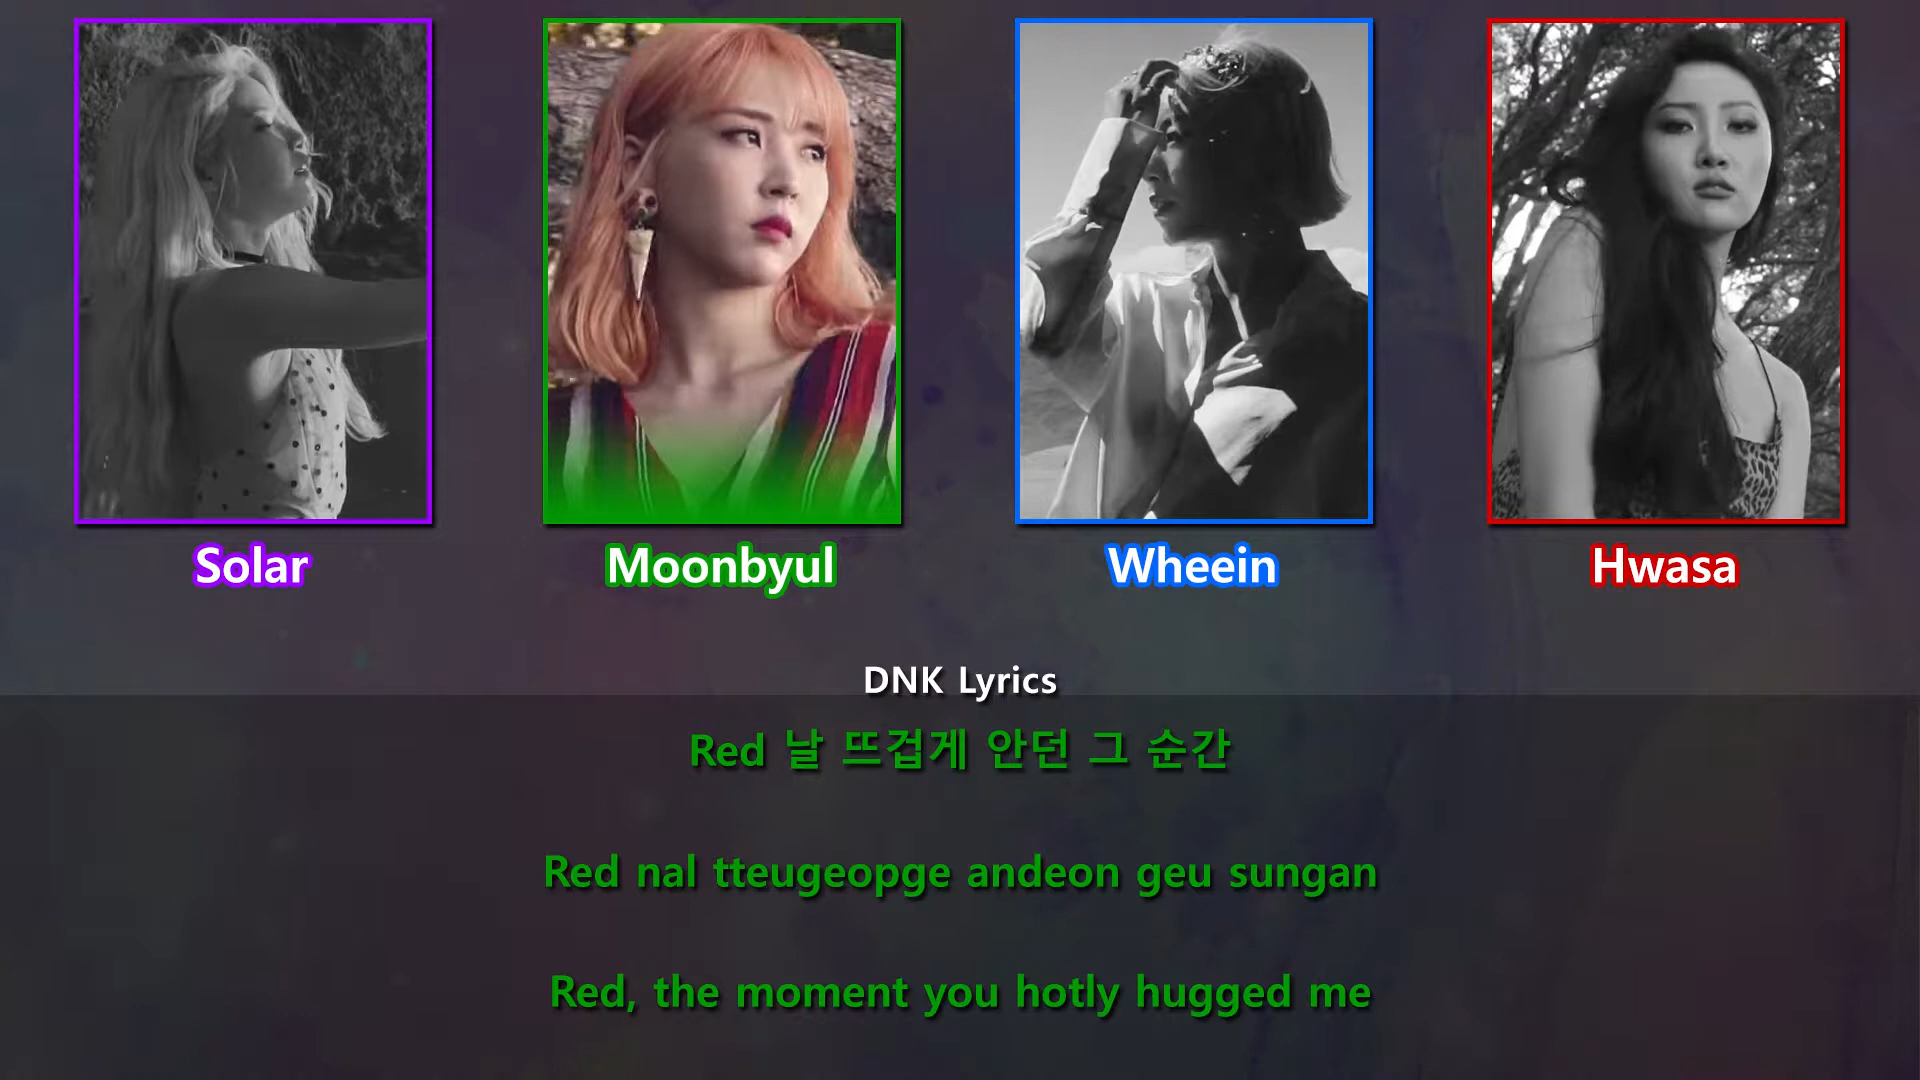 Solar
Moonbyul
Wheein
Hwasa
DNK Lyrics
Red 날 뜨겁게 안던 그 순간
Red nal tteugeopge andeon geu sungan
Red, the moment you hotly hugged me